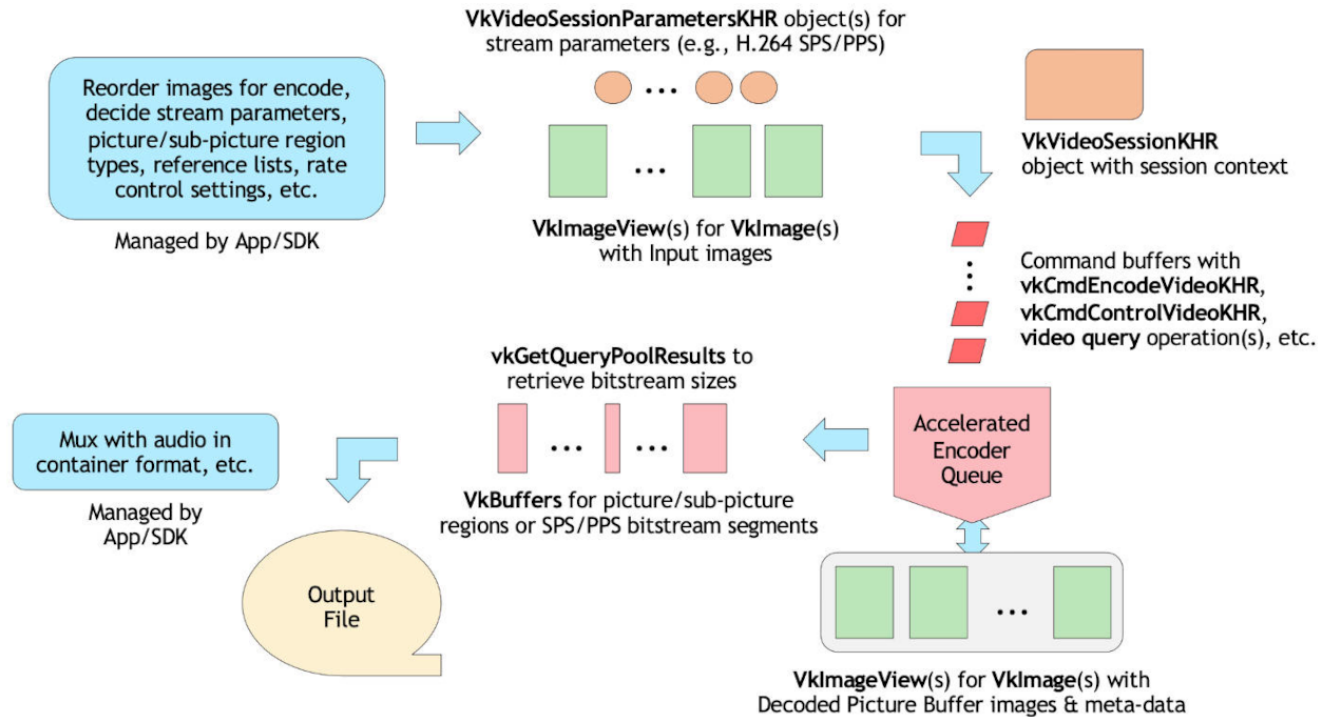 Reorder images for encode,
decide stream parameters,
picture/sub-picture region
types, reference lists, rate
control settings, etc.
Managed by App/SDK
VkVideoSessionParametersKHR object(s) for
stream parameters (e.g., H.264 SPS/PPS)
...
...
VkImageView(s) for VkImage(s)
with Input images
VkVideoSessionKHR
object with session context
Command buffers with
vkCmdEncodeVideoKHR,
vkCmdControlVideoKHR,
video query operation(s), etc.
Accelerated
Encoder
Queue
vkGetQueryPoolResults to
retrieve bitstream sizes
... ...
VkBuffers for picture/sub-picture
regions or SPS/PPS bitstream segments
Mux with audio in
container format, etc.
Managed by
App/SDK
Output
File
...
VkImageView(s) for VkImage(s) with
Decoded Picture Buffer images & meta-data